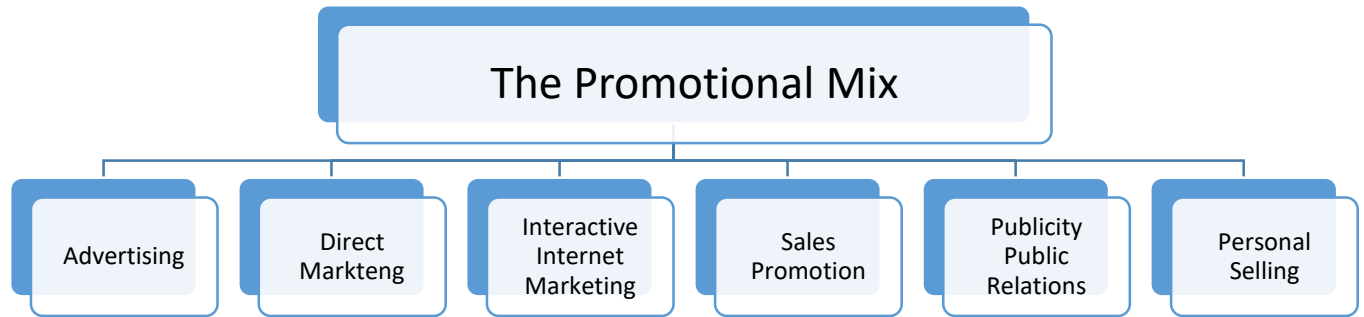 The Promotional Mix
Advertising
Direct
Markteng
Interactive
Internet
Marketing
Sales
Promotion
Publicity
Public
Relations
Personal
Selling